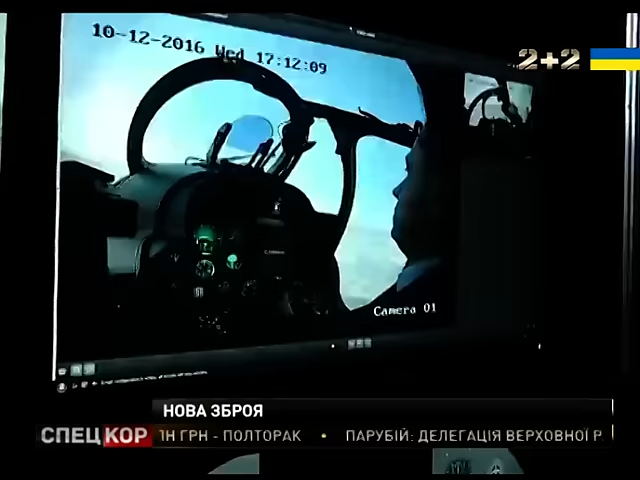 10-12-2016 Wed 17:12:09
2+2
Camera 01
НОВА ЗБРОЯ
СПЕЦКОР
ІН ГРН - ПОЛТОРАК • ПАРУБІЙ: ДЕЛЕГАЦІЯ ВЕРХОВНОЇ Р